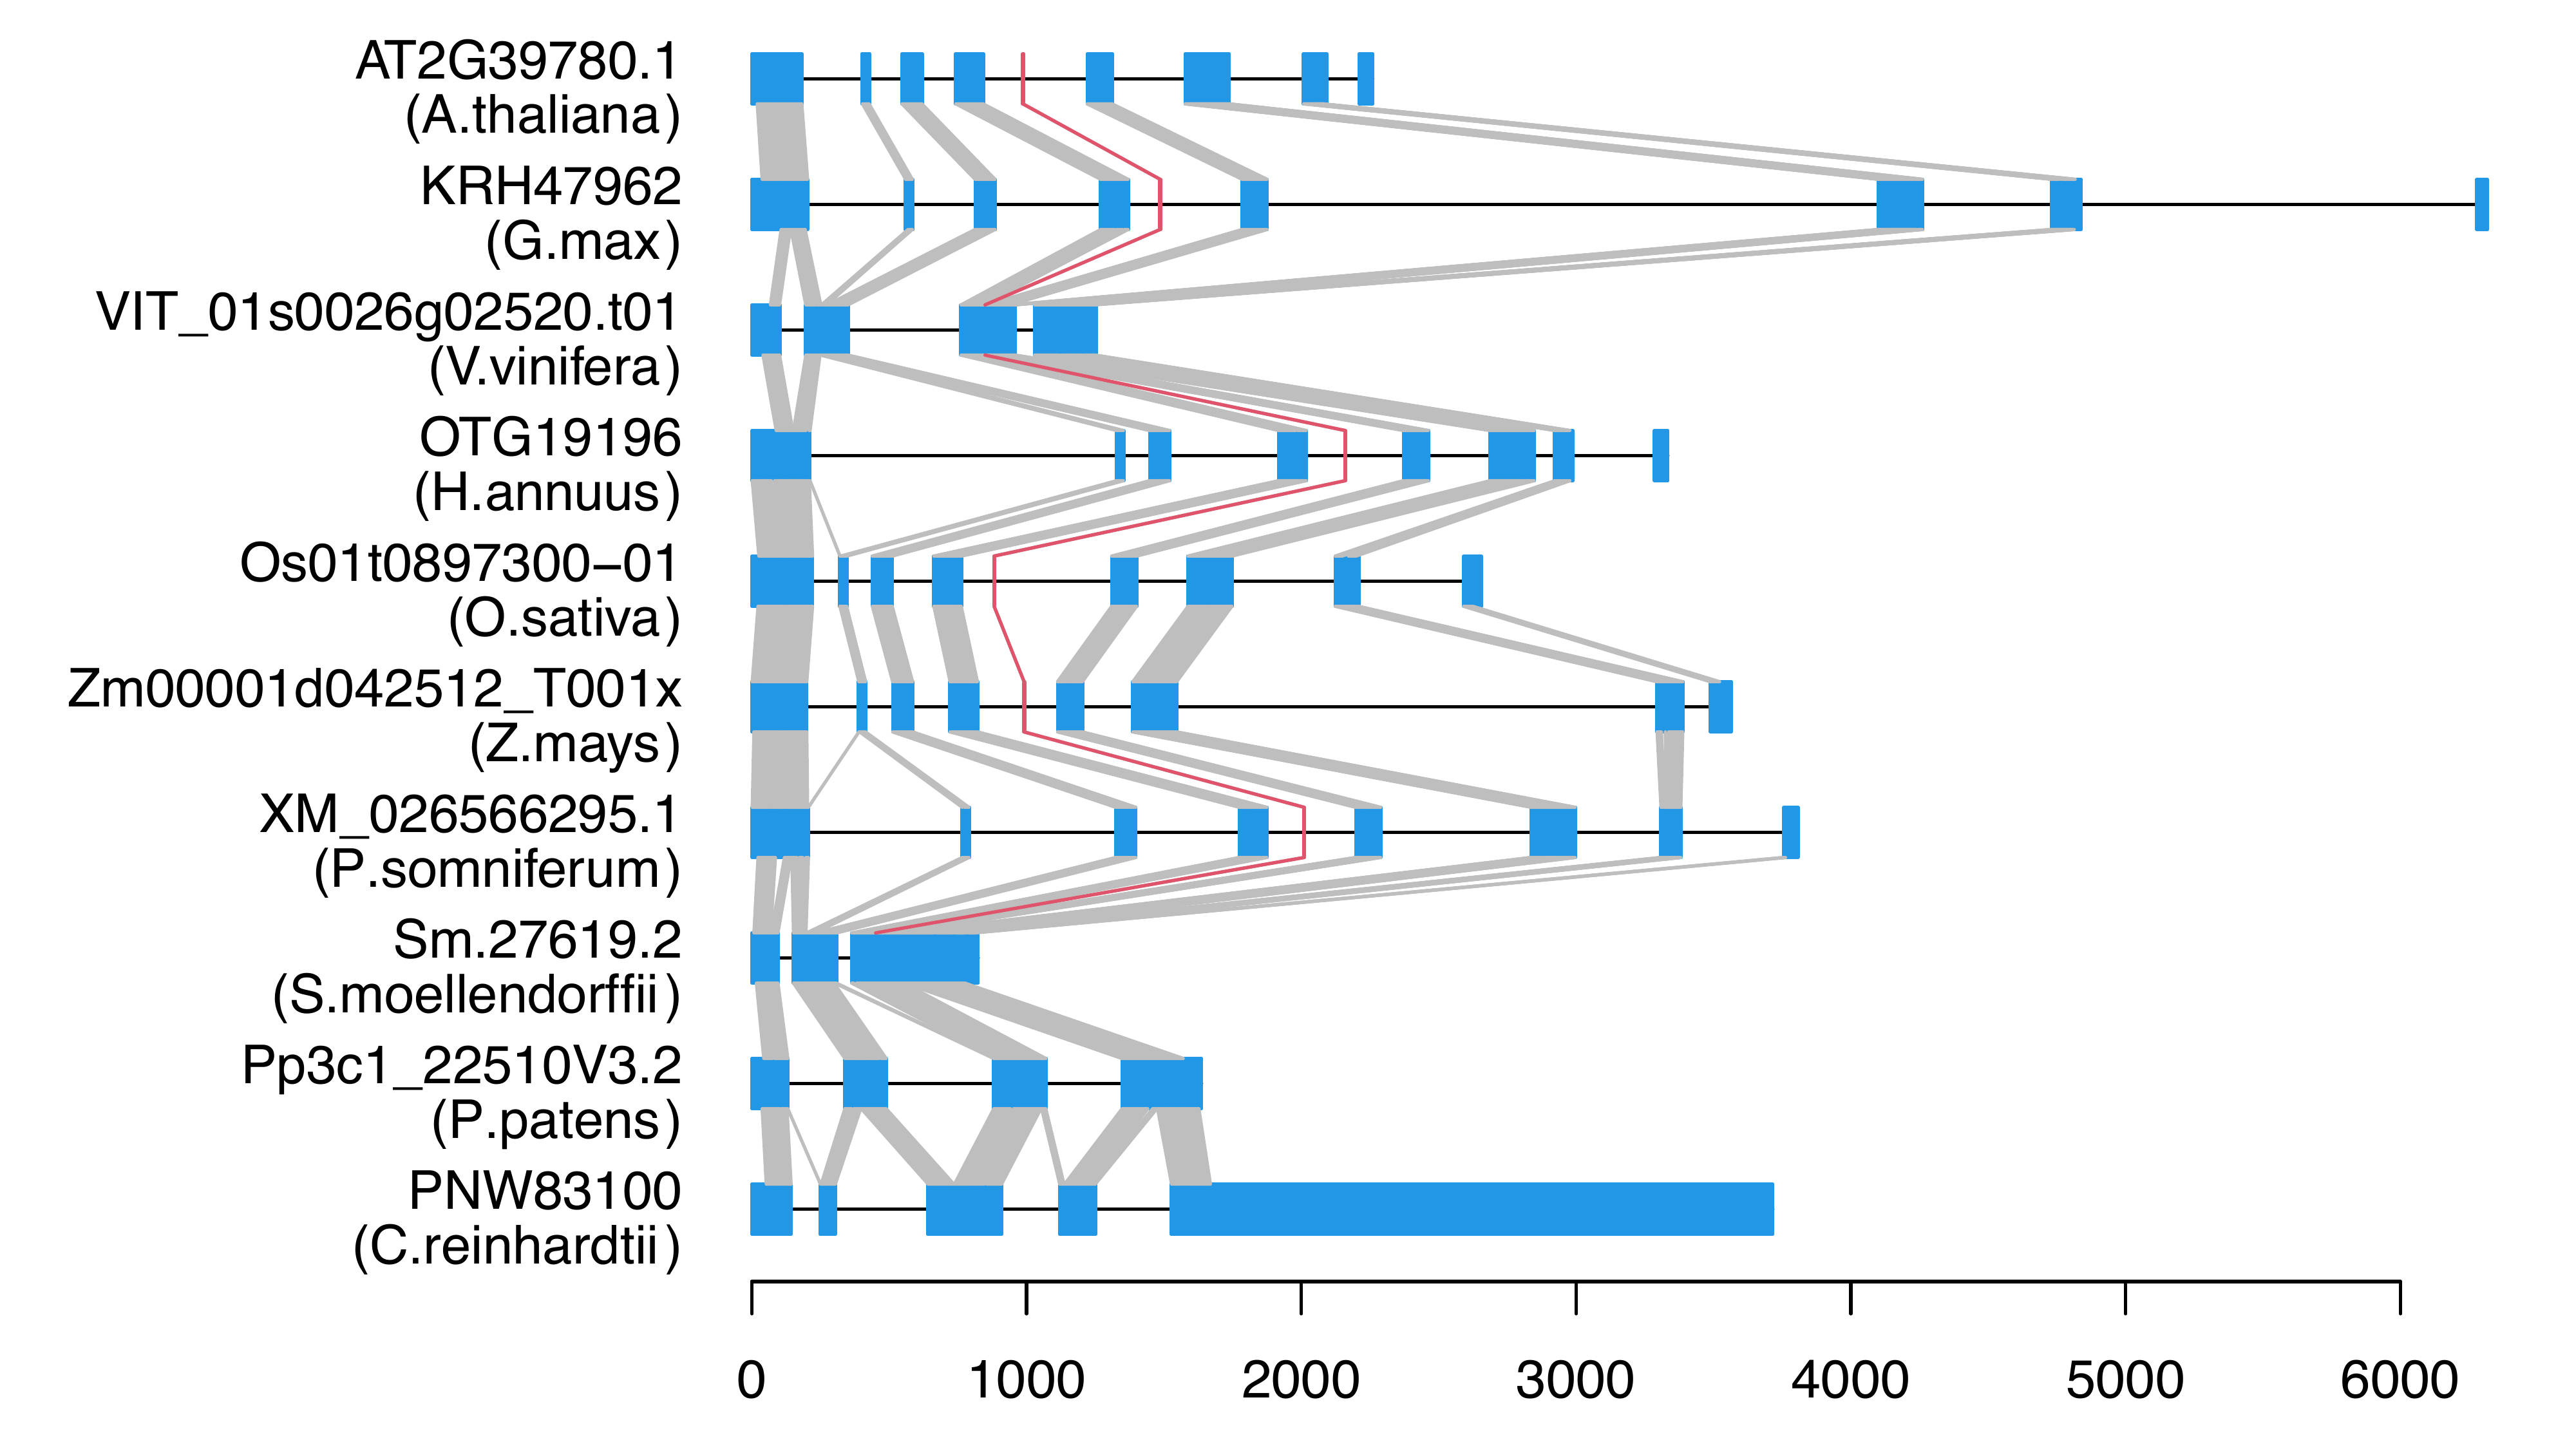 AT2G39780.1
(A.thaliana)
KRH47962
(G.max)
VIT_01s0026g02520.t01
(V.vinifera)
OTG19196
(H.annuus)
Os01t0897300−01
(O.sativa)
Zm00001d042512_T001x
(Z.mays)
XM_026566295.1
(P.somniferum)
Sm.27619.2
(S.moellendorffii)
Pp3c1_22510V3.2
(P.patens)
PNW83100
(C.reinhardtii)
0 1000 2000 3000 4000 5000 6000